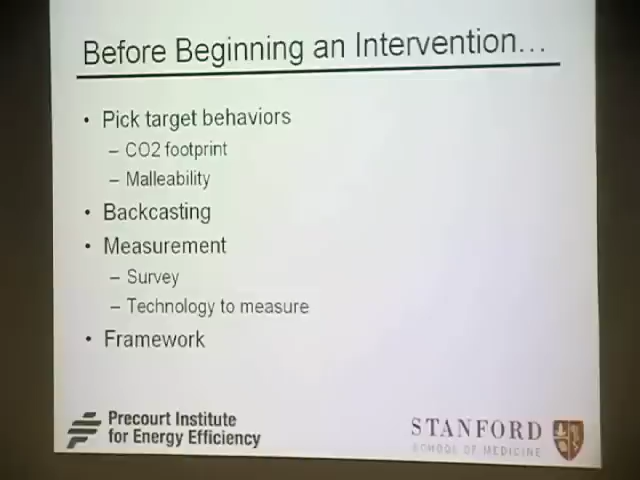 Before Beginning an Intervention...
• Pick target behaviors
– CO2 footprint
– Malleability
• Backcasting
• Measurement
– Survey
– Technology to measure
• Framework
Precourt Institute
for Energy Efficiency
STANFORD
SCHOOL OF MEDICINE